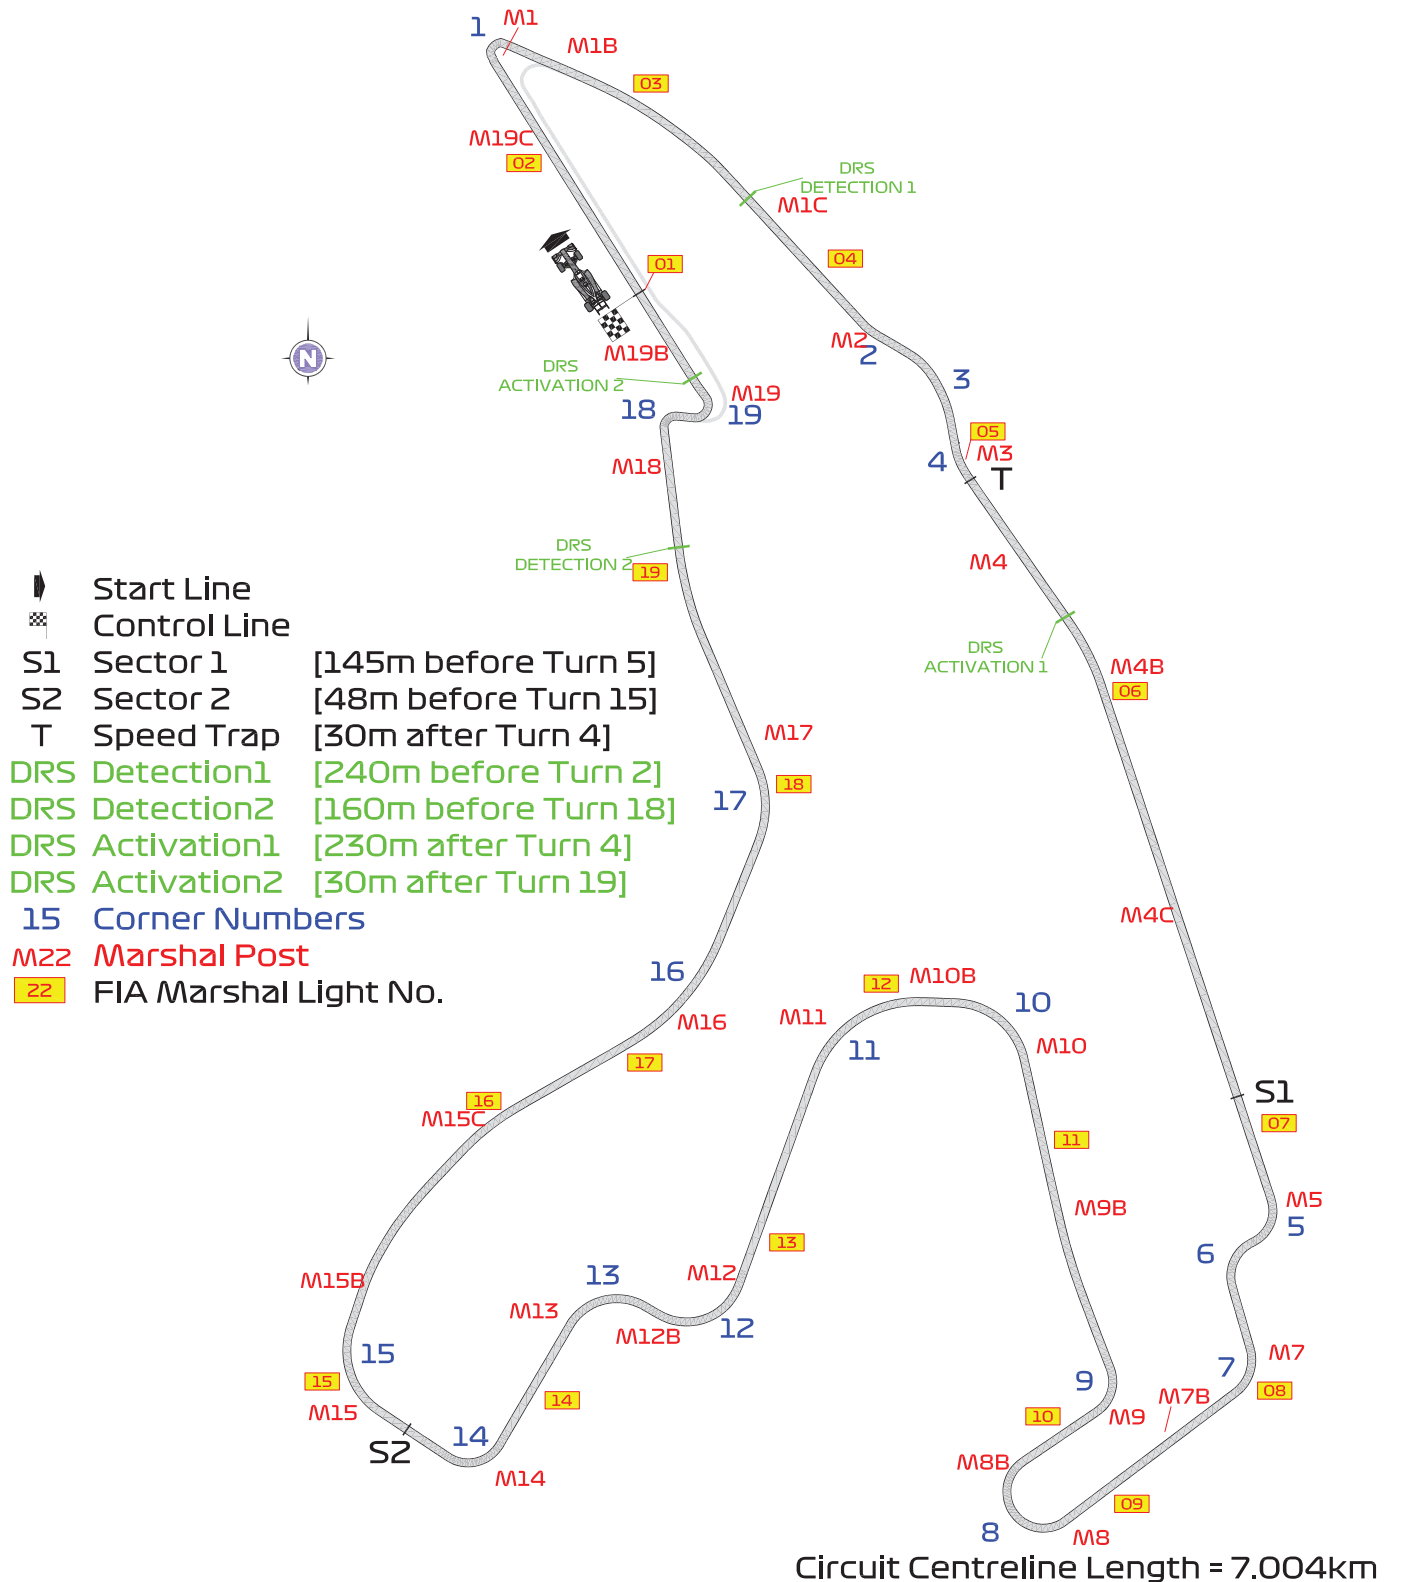 1
M1
M1B
03
M19C
02
DRS
DETECTION 1
M1C
04
01
M2
2
M19B
DRS
ACTIVATION 2
3
M19
18
19
N
05
M3
4
T
M18
DRS
DETECTION 2
19
M4
DRS
ACTIVATION 1
M4B
06
Start Line
Control Line
S1 Sector 1 [145m before Turn 5]
S2 Sector 2 [48m before Turn 15]
T Speed Trap [30m after Turn 4]
DRS Detection1 [240m before Turn 2]
DRS Detection2 [160m before Turn 18]
DRS Activation1 [230m after Turn 4]
DRS Activation2 [30m after Turn 19]
15 Corner Numbers
M22 Marshal Post
22 FIA Marshal Light No.
M17
18
17
M4C
16
M16
17
16
M15C
12
M10B
10
M11
11
M10
S1
07
11
M5
5
M9B
6
13
M12
13
M15B
M13
M12B
12
15
15
M15
14
14
S2
M14
M7
7
08
M7B
9
10
M9
M8B
09
8
M8
Circuit Centreline Length = 7.004km